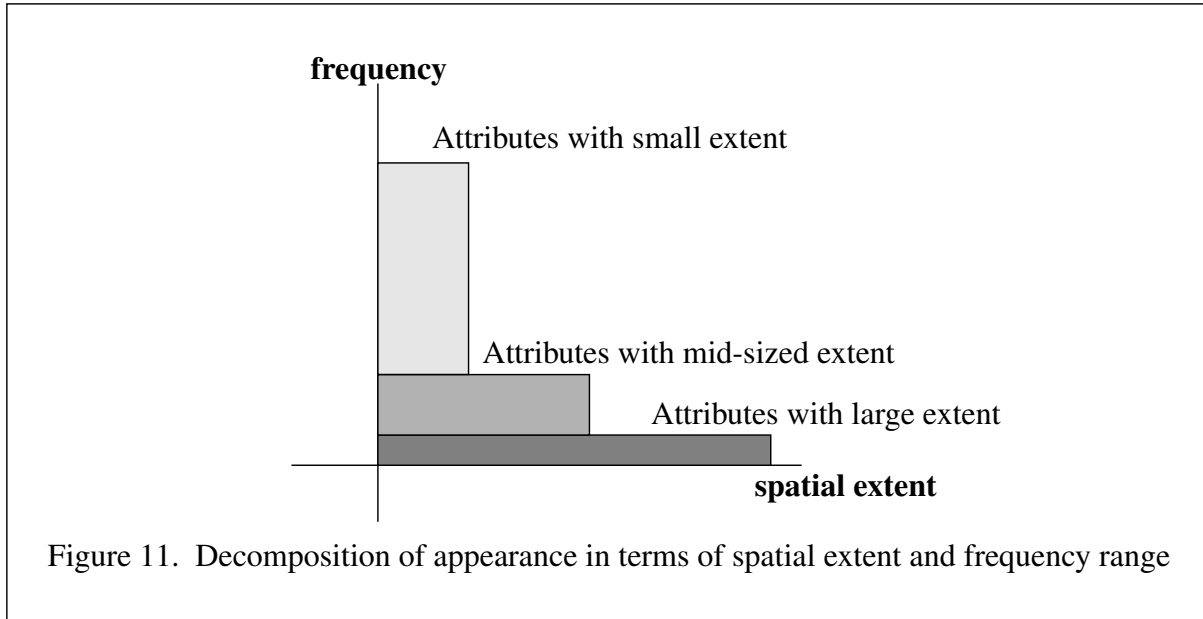 frequency
Attributes with small extent
Attributes with mid-sized extent
Attributes with large extent
spatial extent
Figure 11. Decomposition of appearance in terms of spatial extent and frequency range